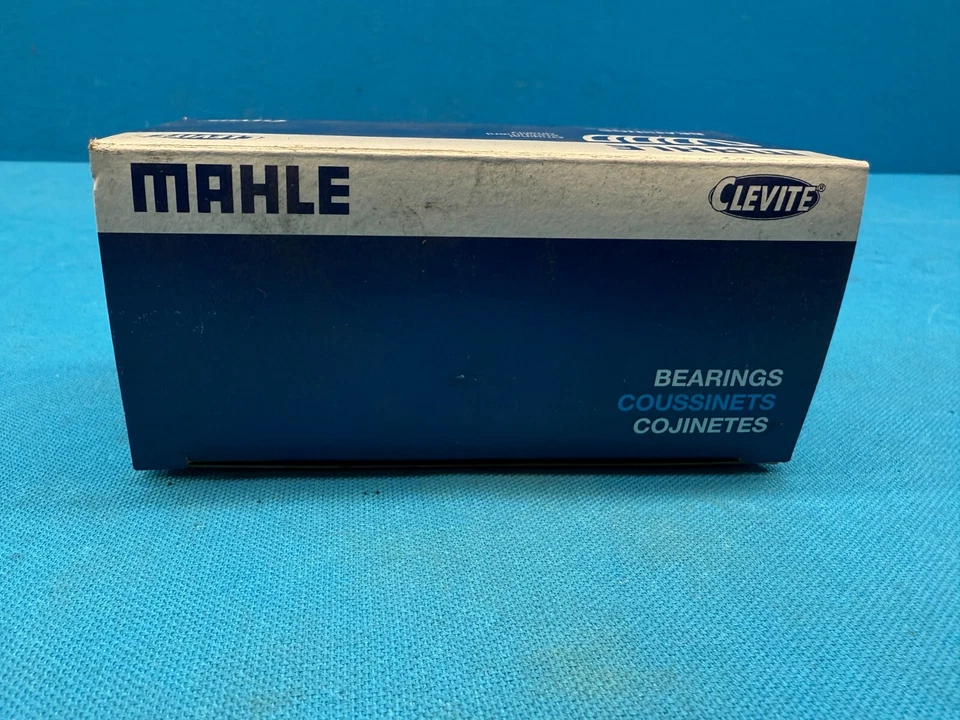 MAHLE
CLEVITE®
BEARINGS
COUSSINETS
COJINETES